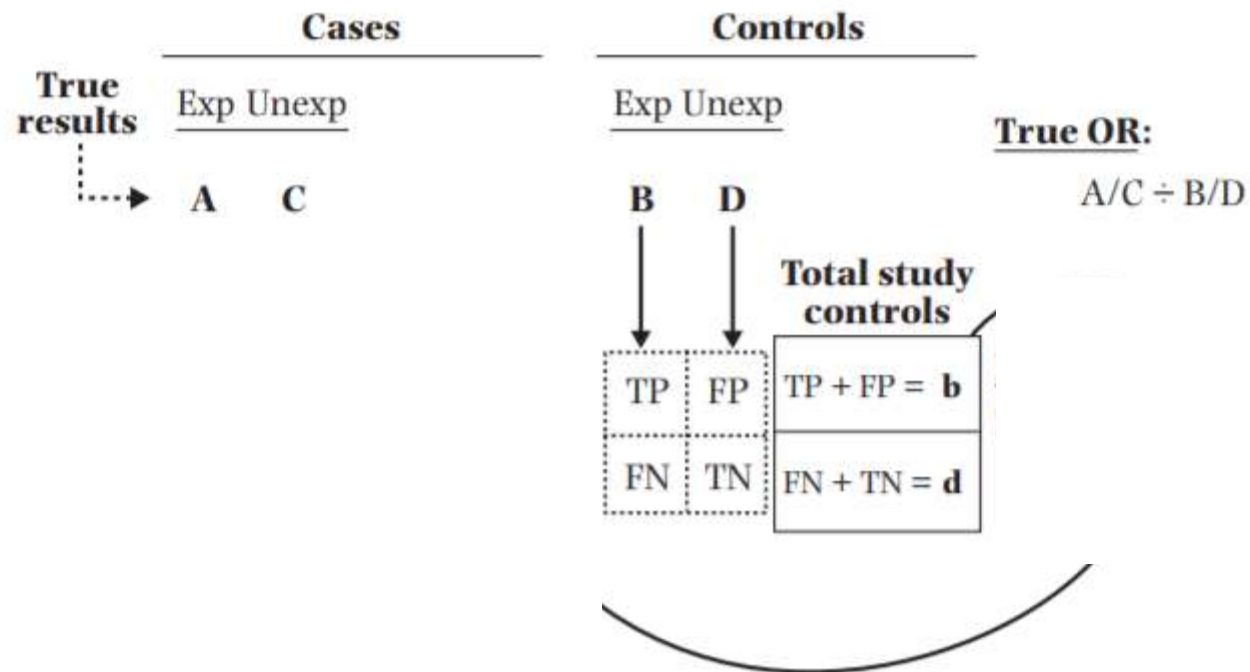 Cases
Controls
True
results
Exp Unexp
Exp Unexp
True OR:
A C
B D
A/C ÷ B/D
Total study
controls
TP FP TP + FP = b
FN TN FN + TN = d